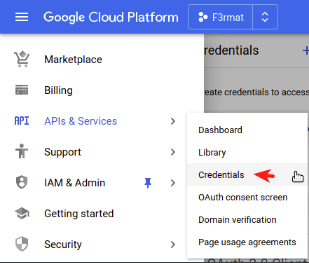 Google Cloud Platform
F3rmat
Marketplace
Billing
API APIs & Services
Support
IAM & Admin
Getting started
Security
redentials
reate credentials to access
Dashboard
Library
Credentials
OAuth consent screen
Domain verification
Page usage agreements